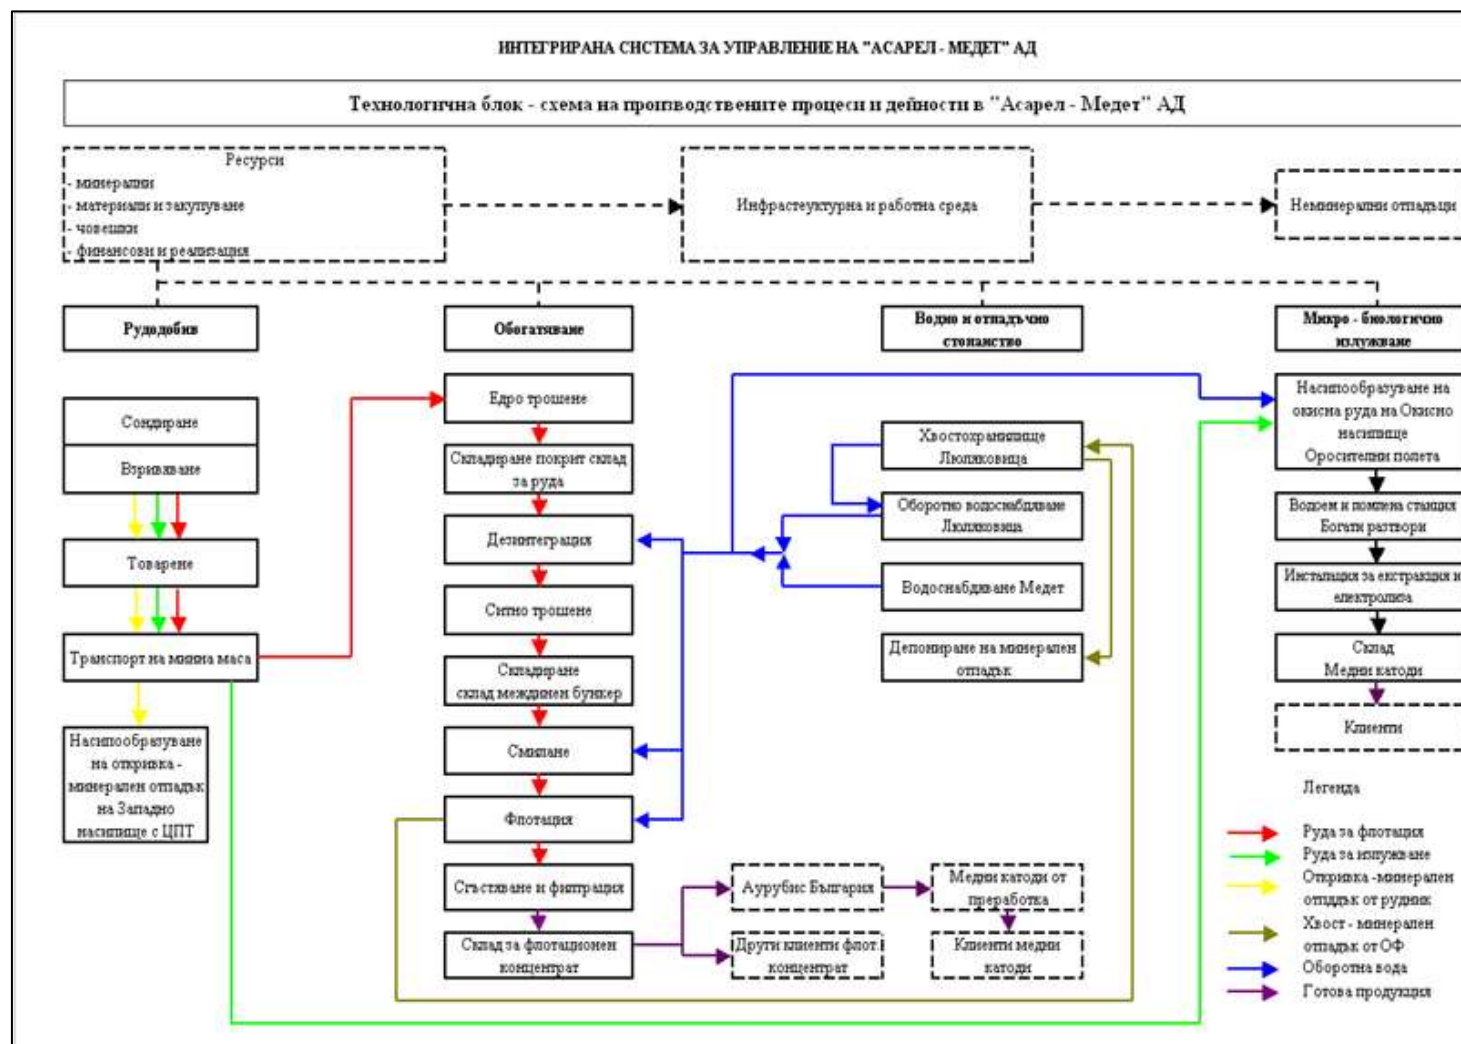 ИНТЕГРИРАНА СИСТЕМА ЗА УПРАВЛЕНИЕ НА "АСАРЕЛ - МЕДЕТ" АД
Технологична блок - схема на производствените процеси и дейности в "Асарел - Медет" АД
Ресурси
- минерални
- материали и закупуване
- човешки
- финансови и реализация
Инфрастеуктурна и работна среда
Неминерални отпадъци
Рудодобив
Сондиране
Взривяване
Товарене
Транспорт на минна маса
Насипообразуване
на откривка -
минерален отпадък
на Западно
насипище с ЦПТ
Обогатяване
Едро трошене
Складиране покрит склад
за руда
Дезинтеграция
Ситно трошене
Складиране
склад междинен бункер
Смилане
Флотация
Сгъстяване и филтрация
Склад за флотационен
концентрат
Аурубис България
Други клиенти флот.
концентрат
Медни катоди от
преработка
Клиенти медни
катоди
Водно и отпадъчно
стопанство
Хвостохранилище
Люляковица
Оборотно водоснабдяване
Люляковица
Водоснабдяване Медет
Депониране на минерален
отпадък
Микро - биологично
излужване
Насипообразуване на
окисна руда на Окисно
насипище
Оросителни полета
Водоем и помпена станция
Богати разтвори
Инсталация за екстракция и
електролиза
Склад
Медни катоди
Клиенти
Легенда
Руда за флотация
Руда за излужване
Откривка -минерален
отпддък от рудник
Хвост - минерален
отпадък от ОФ
Оборотна вода
Готова продукция